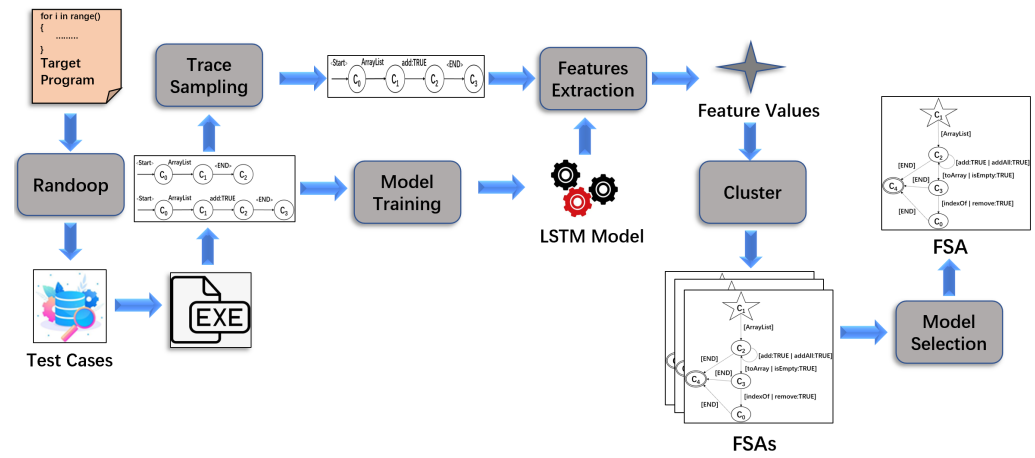 for i in range()
{
.........
}
Target
Program
Randoop
Test Cases
EXE
<Start> ArrayList <END>
C0 C1 C2
<Start> ArrayList add:TRUE <END>
C0 C1 C2 C3
Trace
Sampling
<Start> ArrayList add:TRUE <END>
C0 C1 C2 C3
Model
Training
LSTM Model
Features
Extraction
Feature Values
Cluster
C1
[ArrayList]
C2
[END] [add:TRUE | addAll:TRUE]
[toArray | isEmpty:TRUE]
C4 [END] C3
[indexOf | remove:TRUE]
[END]
C0
FSAs
Model
Selection
C1
[ArrayList]
C2
[END] [add:TRUE | addAll:TRUE]
[toArray | isEmpty:TRUE]
C4 [END] C3
[indexOf | remove:TRUE]
[END]
C0
FSA